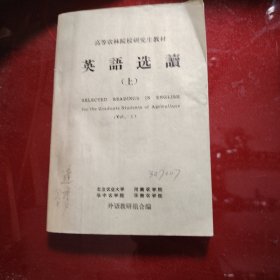 高等农林院校研究生教材
英語选讀
(上)
SELECTED READINGS IN ENGLISH
for the Graduate Students of Agriculture
(Vol. 1)
北京农业大学
华中农学院
外语教研组合编